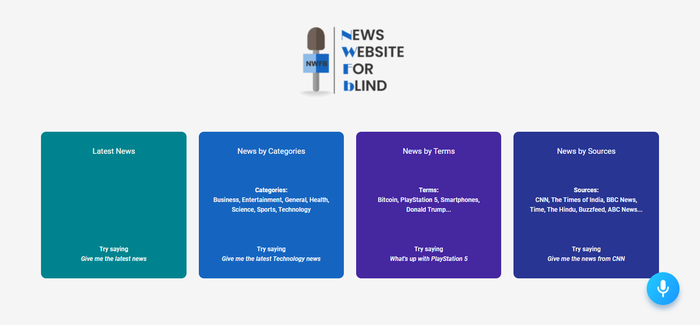 NWFB
NEWS
WEBSITE
FOR
bLIND
Latest News
Try saying
Give me the latest news
News by Categories
Categories:
Business, Entertainment, General, Health,
Science, Sports, Technology
Try saying
Give me the latest Technology news
News by Terms
Terms:
Bitcoin, PlayStation 5, Smartphones,
Donald Trump...
Try saying
What's up with PlayStation 5
News by Sources
Sources:
CNN, The Times of India, BBC News,
Time, The Hindu, Buzzfeed, ABC News...
Try saying
Give me the news from CNN